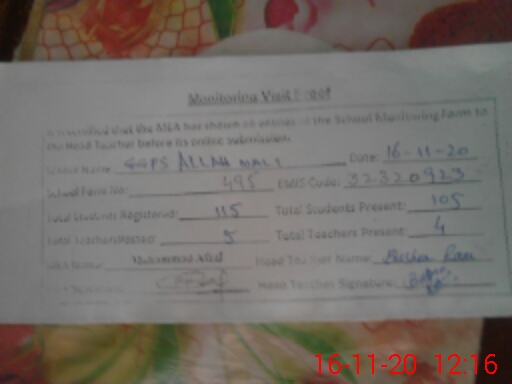 Monitoring Visit Proof
It is certified that the MEA has shown all entries of the School Monitoring Form to
the Head Teacher before its online submission.
School Name: GGPS ALLAH WALI Date: 16-11-20
School Form No: 495 EMIS Code: 32320923
Total Students Registered: 115 Total Students Present: 105
Total Teachers Posted: 5 Total Teachers Present: 4
MEA Name: Muhammad Afzal Head Teacher Name: Bushra
Head Teacher Signature:
16-11-20 12:16